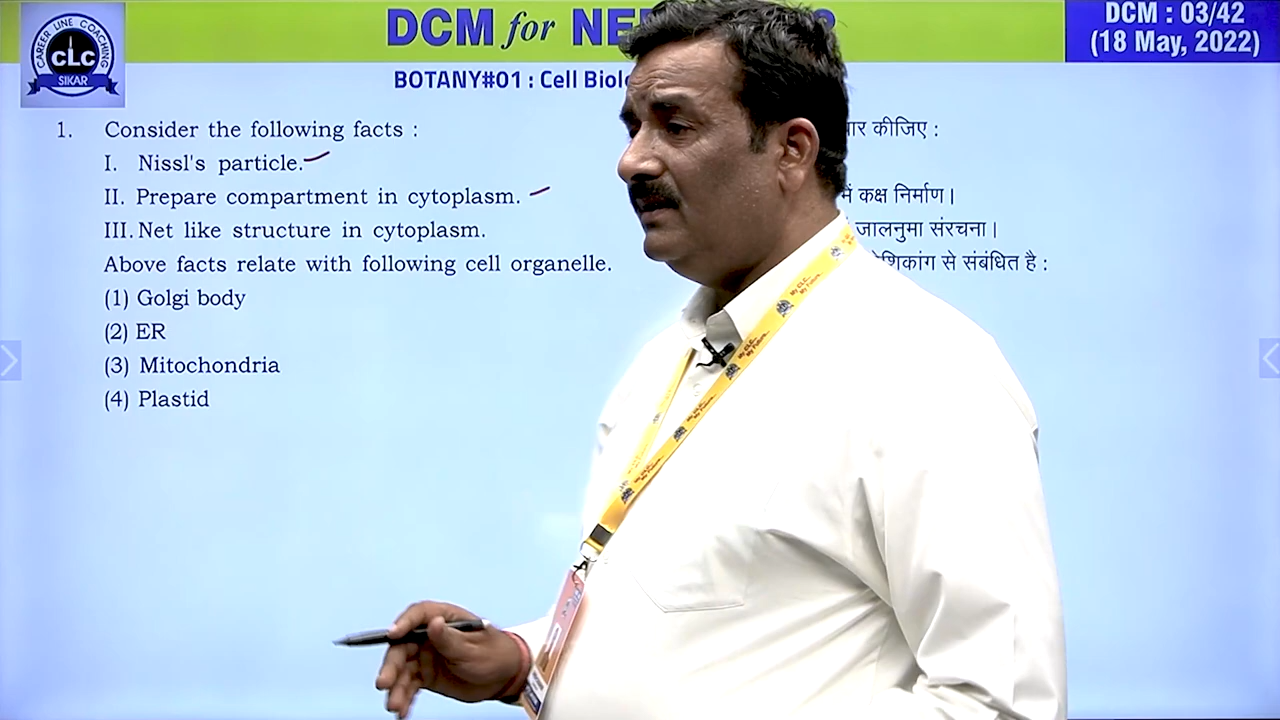 DCM for
DCM : 03/42
(18 May, 2022)
CAREER LINE COACHING
CLC
SIKAR
BOTANY#01 : Cell
1. Consider the following facts :
कीजिए :
I. Nissl's particle.
II. Prepare compartment in cytoplasm.
में कक्ष निर्माण।
III. Net like structure in cytoplasm.
जालनुमा संरचना।
Above facts relate with following cell organelle.
से संबंधित है :
(1) Golgi body
(2) ER
(3) Mitochondria
(4) Plastid